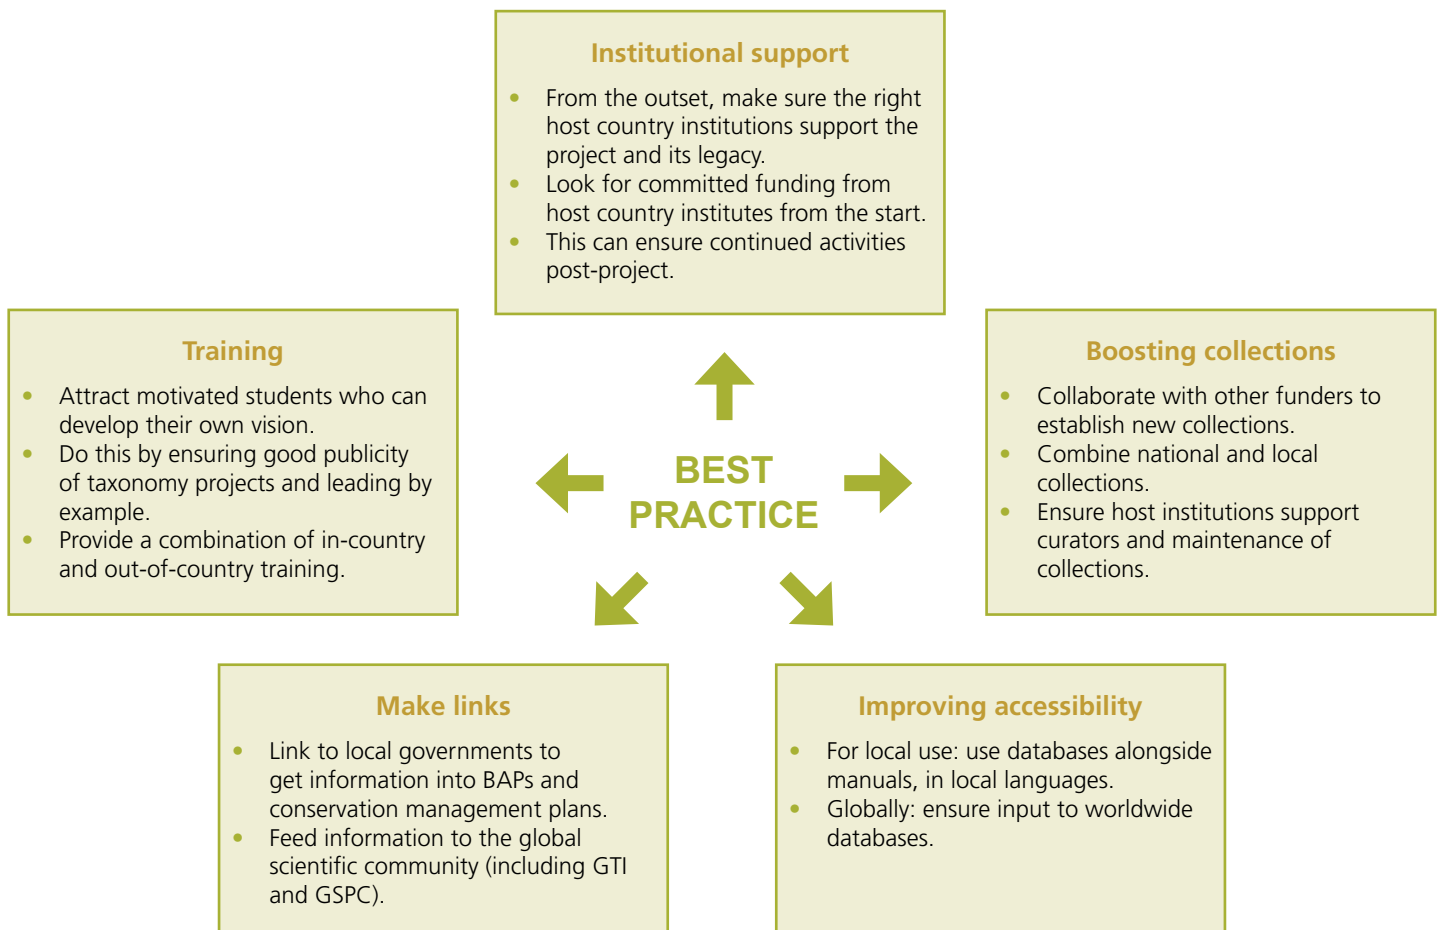 Institutional support
• From the outset, make sure the right
host country institutions support the
project and its legacy.
• Look for committed funding from
host country institutes from the start.
• This can ensure continued activities
post-project.
Training
• Attract motivated students who can
develop their own vision.
• Do this by ensuring good publicity
of taxonomy projects and leading by
example.
• Provide a combination of in-country
and out-of-country training.
BEST
PRACTICE
Boosting collections
• Collaborate with other funders to
establish new collections.
• Combine national and local
collections.
• Ensure host institutions support
curators and maintenance of
collections.
Make links
• Link to local governments to
get information into BAPs and
conservation management plans.
• Feed information to the global
scientific community (including GTI
and GSPC).
Improving accessibility
• For local use: use databases alongside
manuals, in local languages.
• Globally: ensure input to worldwide
databases.